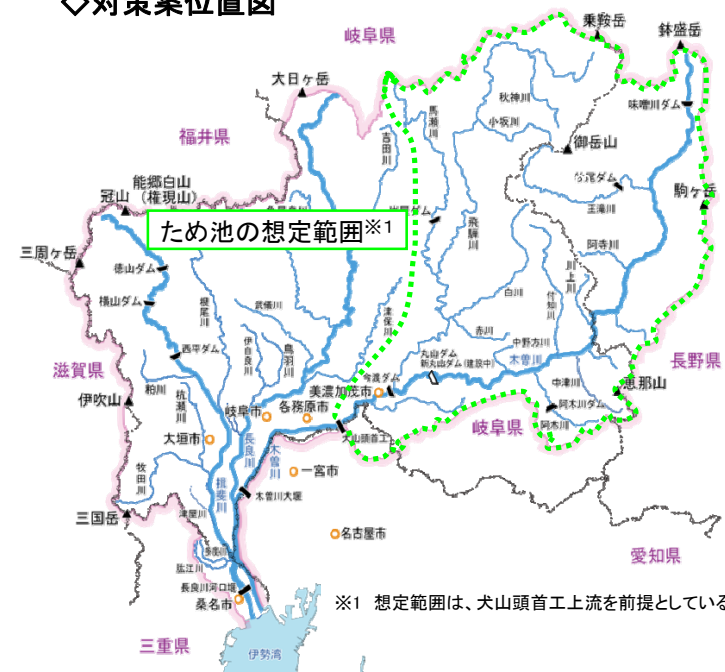 ◇対策案位置図
乗鞍岳
鉢盛岳
岐阜県
大日ヶ岳
味噌川ダム
秋神川
馬瀬川
小坂川
吉田川
御岳山
福井県
能郷白山
(権現山)
冠山
駒ヶ岳
王滝川
ため池の想定範囲※1
飛騨川
阿寺川
三周ヶ岳
徳山ダム
川上川
横山ダム
白川
付知川
根尾川
武儀川
津保川
赤川
伊自良川
鳥羽川
中野方川
西平ダム
丸山ダム
新丸山ダム(建設中)
木曽川
長野県
滋賀県
今渡ダム
粕川
美濃加茂市
中津川
恵那山
伊吹山
杭瀬川
岐阜市
各務原市
阿木川ダム
大垣市
長良川
木曽川
犬山頭首工
岐阜県
阿木川
牧田川
揖斐川
一宮市
木曽川大堰
三国岳
津屋川
名古屋市
愛知県
肱江川
長良川河口堰
桑名市
※1 想定範囲は、犬山頭首工上流を前提としている
三重県
伊勢湾